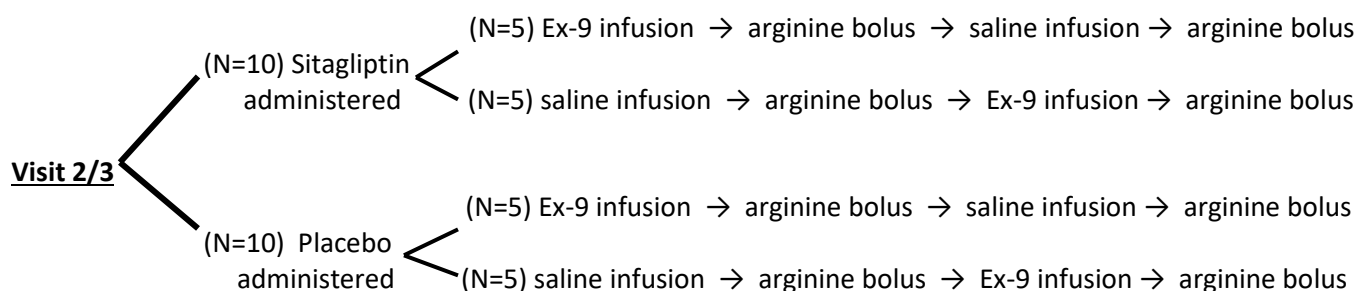 (N=5) Ex-9 infusion → arginine bolus → saline infusion → arginine bolus
(N=10) Sitagliptin
administered
(N=5) saline infusion → arginine bolus → Ex-9 infusion → arginine bolus
Visit 2/3
(N=5) Ex-9 infusion → arginine bolus → saline infusion → arginine bolus
(N=10) Placebo
administered
(N=5) saline infusion → arginine bolus → Ex-9 infusion → arginine bolus